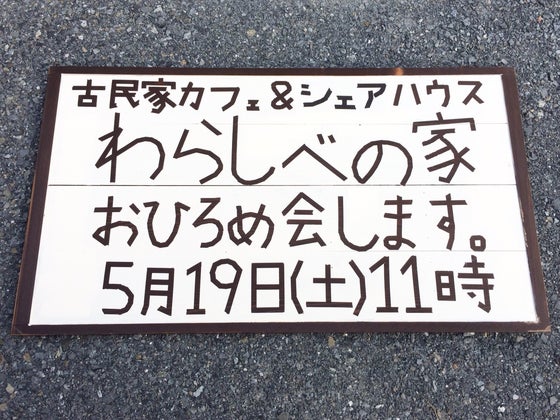 古民家カフェ&シェアハウス
わらしべの家
おひろめ会します。
5月19日(土)11時